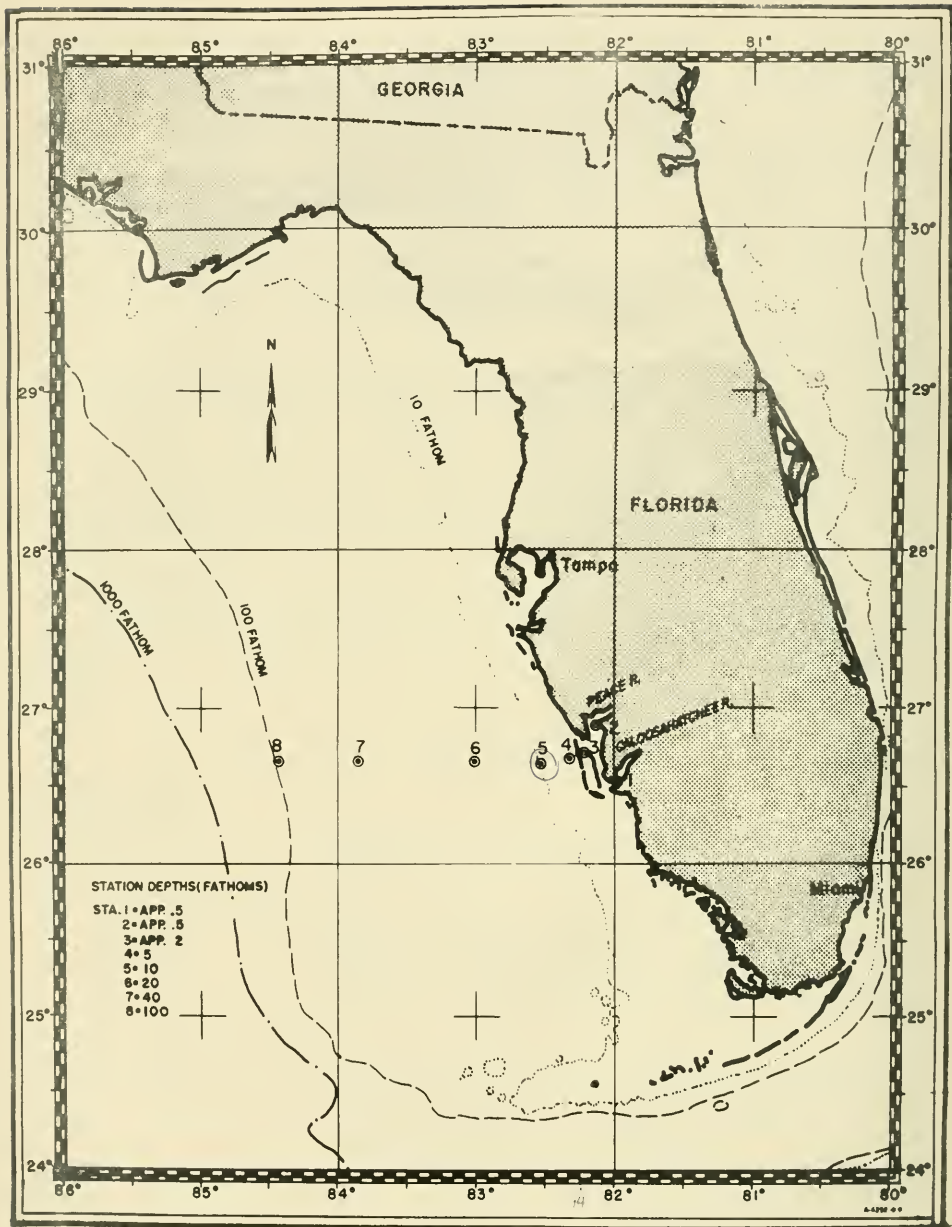 86° 85° 84° 83° 82° 81° 80°
31° 31°
GEORGIA
30° 30°
N
29° 29°
10 FATHOM
FLORIDA
28° 28°
Tampa
1000 FATHOM
100 FATHOM
27° 27°
PEACE R.
CALOOSAHATCHEE R.
8 7 6 5 4 3
26° 26°
STATION DEPTHS (FATHOMS)
STA. 1 = APP. .5
2 = APP. .5
3 = APP. 2
4 = 5
5 = 10
6 = 20
7 = 40
8 = 100
Miami
25° 25°
24° 24°
86° 85° 84° 83° 82° 81° 80°
14